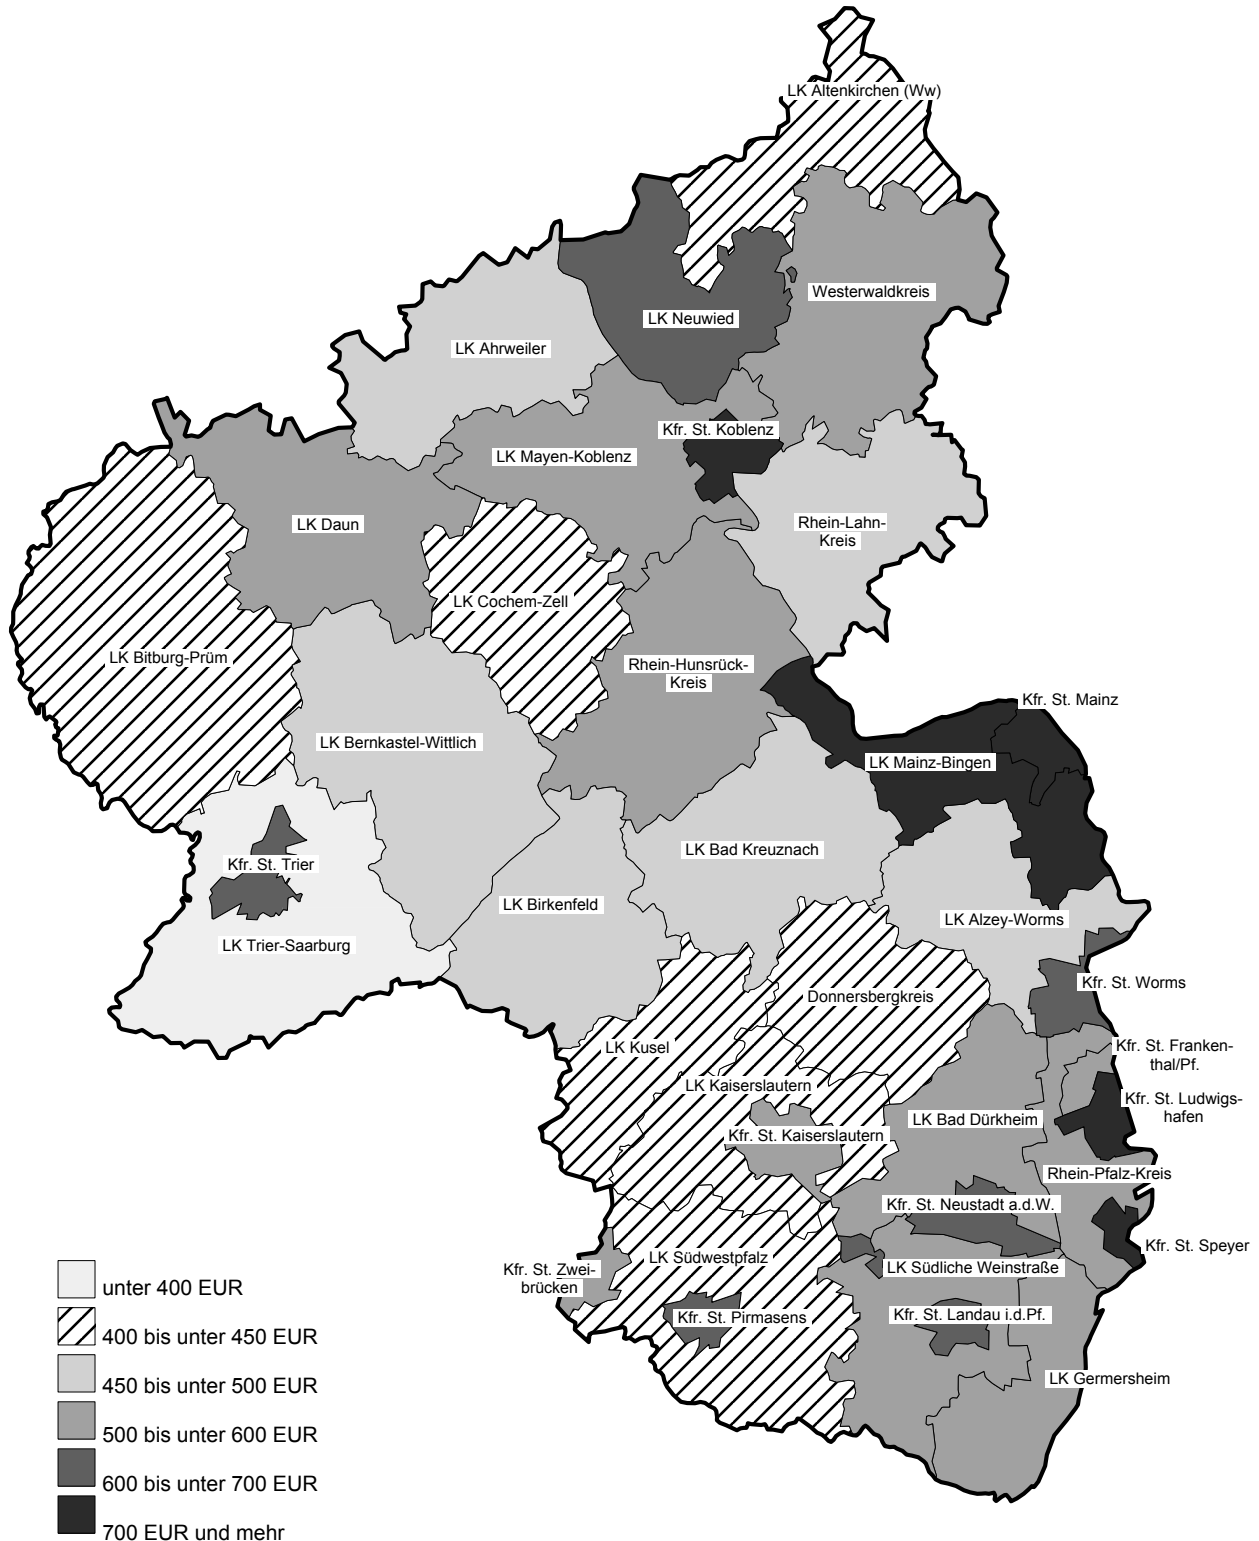 LK Altenkirchen (Ww)
Westerwaldkreis
LK Neuwied
LK Ahrweiler
Kfr. St. Koblenz
LK Mayen-Koblenz
LK Daun
Rhein-Lahn-
Kreis
LK Cochem-Zell
LK Bitburg-Prüm
Rhein-Hunsrück-
Kreis
Kfr. St. Mainz
LK Bernkastel-Wittlich
LK Mainz-Bingen
LK Bad Kreuznach
Kfr. St. Trier
LK Birkenfeld
LK Alzey-Worms
LK Trier-Saarburg
Kfr. St. Worms
Donnersbergkreis
LK Kusel
Kfr. St. Franken-
thal/Pf.
LK Kaiserslautern
Kfr. St. Ludwigs-
hafen
LK Bad Dürkheim
Kfr. St. Kaiserslautern
Rhein-Pfalz-Kreis
Kfr. St. Neustadt a.d.W.
Kfr. St. Speyer
LK Südwestpfalz
LK Südliche Weinstraße
Kfr. St. Zwei-
brücken
Kfr. St. Landau i.d.Pf.
Kfr. St. Pirmasens
LK Germersheim
unter 400 EUR
400 bis unter 450 EUR
450 bis unter 500 EUR
500 bis unter 600 EUR
600 bis unter 700 EUR
700 EUR und mehr